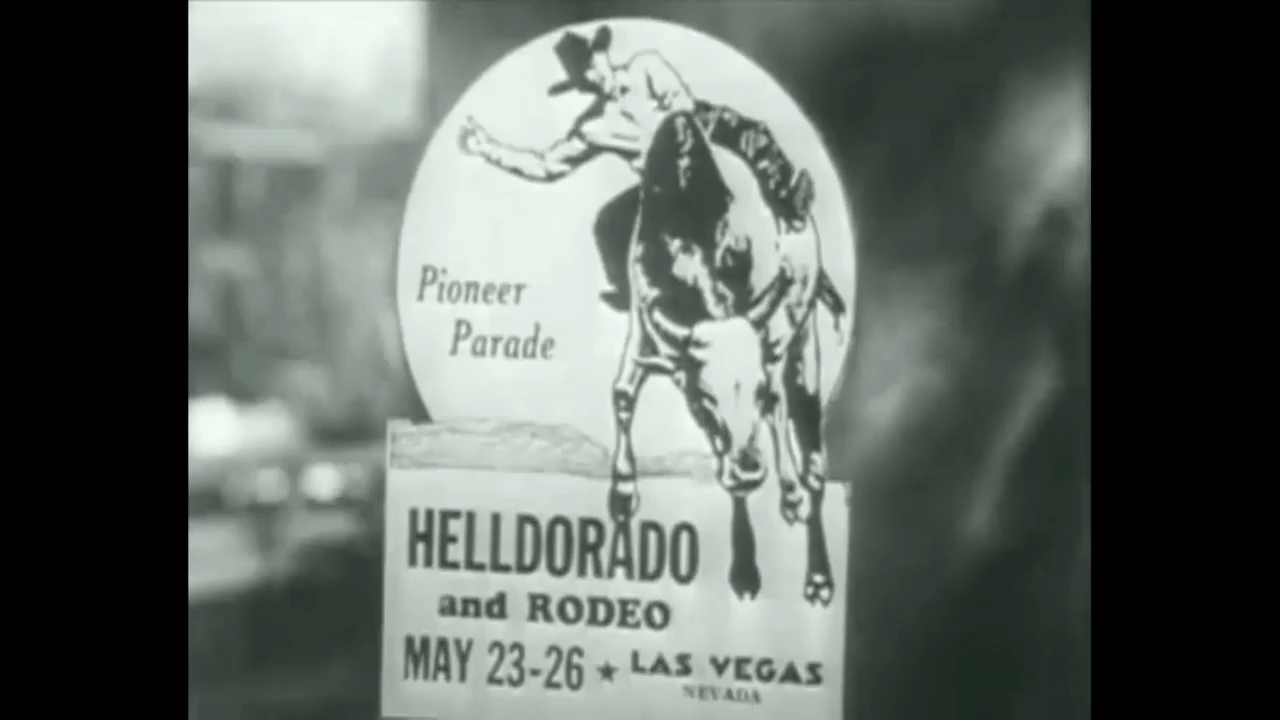 Pioneer
Parade
HELLDORADO
and RODEO
MAY 23-26 ★ LAS VEGAS
NEVADA